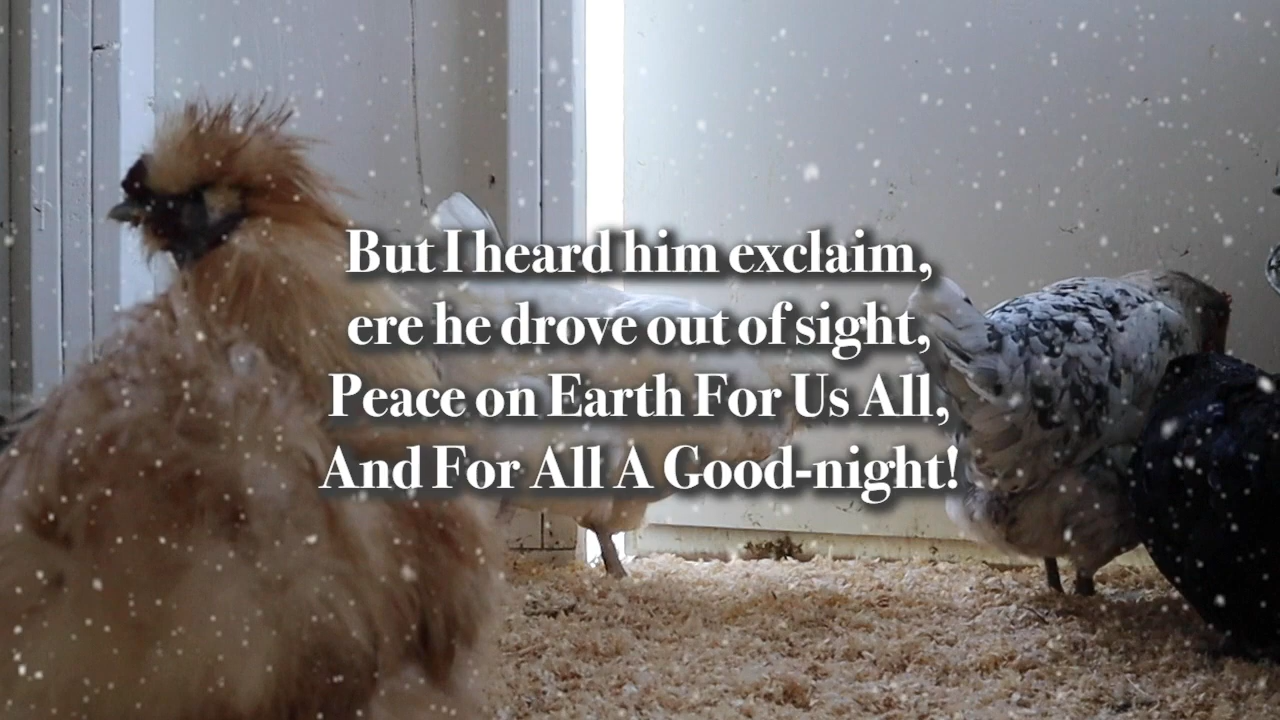 But I heard him exclaim,
ere he drove out of sight,
Peace on Earth For Us All,
And For All A Good-night!